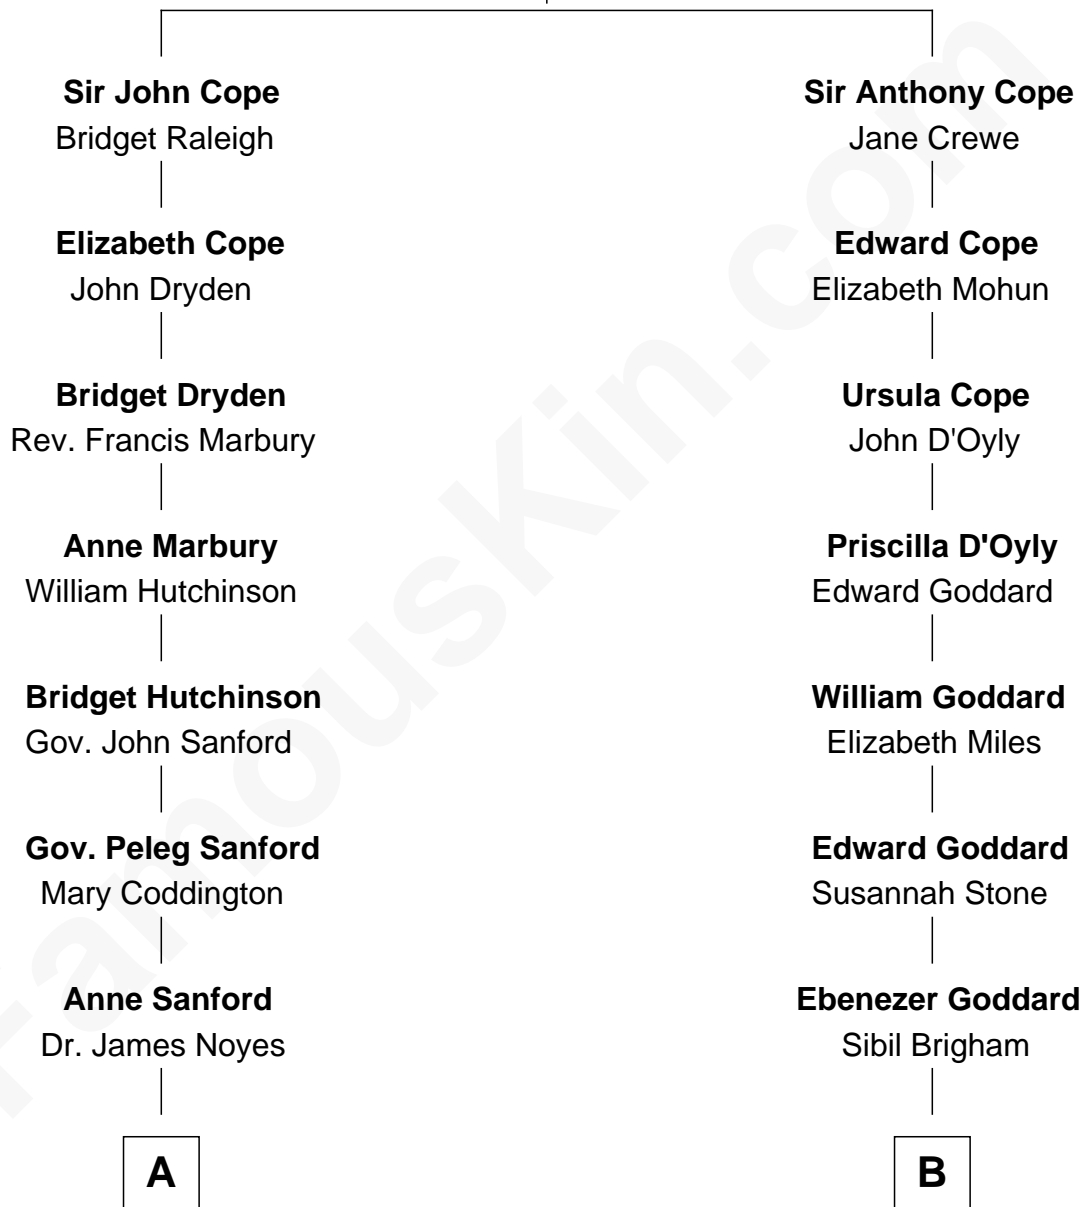 Sir John Cope
Bridget Raleigh
Elizabeth Cope
John Dryden
Bridget Dryden
Rev. Francis Marbury
Anne Marbury
William Hutchinson
Bridget Hutchinson
Gov. John Sanford
Gov. Peleg Sanford
Mary Coddington
Anne Sanford
Dr. James Noyes
A
Sir Anthony Cope
Jane Crewe
Edward Cope
Elizabeth Mohun
Ursula Cope
John D'Oyly
Priscilla D'Oyly
Edward Goddard
William Goddard
Elizabeth Miles
Edward Goddard
Susannah Stone
Ebenezer Goddard
Sibil Brigham
B
FamousKin.com